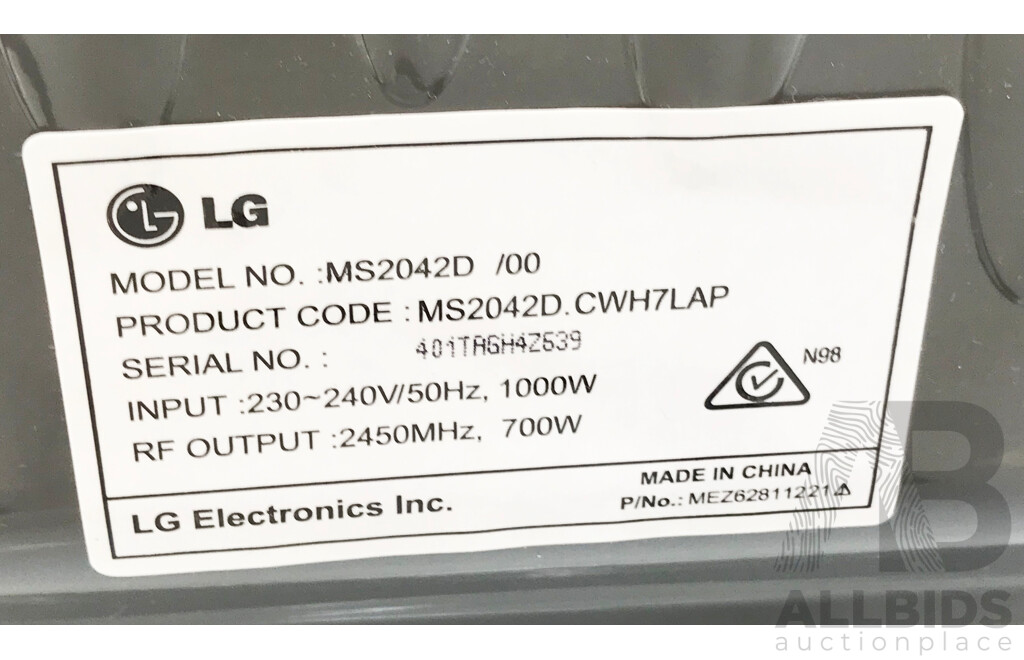 LG
MODEL NO. :MS2042D /00
PRODUCT CODE : MS2042D.CWH7LAP
SERIAL NO. : 401TAGH4Z539
INPUT :230~240V/50Hz, 1000W
RF OUTPUT :2450MHz, 700W
N98
LG Electronics Inc.
MADE IN CHINA
P/No.: MEZ62811221
AB
ALLBIDS
auctionplace